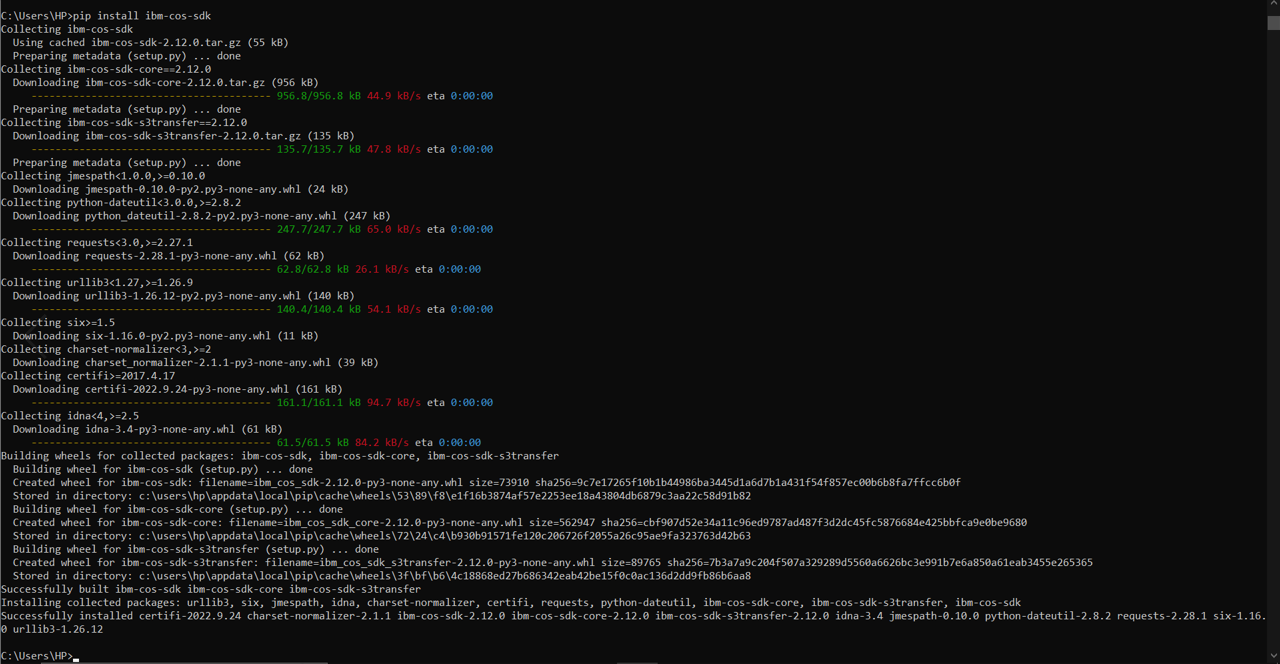 C:\Users\HP>pip install ibm-cos-sdk
Collecting ibm-cos-sdk
  Using cached ibm-cos-sdk-2.12.0.tar.gz (55 kB)
  Preparing metadata (setup.py) ... done
Collecting ibm-cos-sdk-core==2.12.0
  Downloading ibm-cos-sdk-core-2.12.0.tar.gz (956 kB)
     ---------------------------------------- 956.8/956.8 kB 44.9 kB/s eta 0:00:00
  Preparing metadata (setup.py) ... done
Collecting ibm-cos-sdk-s3transfer==2.12.0
  Downloading ibm-cos-sdk-s3transfer-2.12.0.tar.gz (135 kB)
     ---------------------------------------- 135.7/135.7 kB 47.8 kB/s eta 0:00:00
  Preparing metadata (setup.py) ... done
Collecting jmespath<1.0.0,>=0.10.0
  Downloading jmespath-0.10.0-py2.py3-none-any.whl (24 kB)
Collecting python-dateutil<3.0.0,>=2.8.2
  Downloading python_dateutil-2.8.2-py2.py3-none-any.whl (247 kB)
     ---------------------------------------- 247.7/247.7 kB 65.0 kB/s eta 0:00:00
Collecting requests<3.0,>=2.27.1
  Downloading requests-2.28.1-py3-none-any.whl (62 kB)
     ---------------------------------------- 62.8/62.8 kB 26.1 kB/s eta 0:00:00
Collecting urllib3<1.27,>=1.26.9
  Downloading urllib3-1.26.12-py2.py3-none-any.whl (140 kB)
     ---------------------------------------- 140.4/140.4 kB 54.1 kB/s eta 0:00:00
Collecting six>=1.5
  Downloading six-1.16.0-py2.py3-none-any.whl (11 kB)
Collecting charset-normalizer<3,>=2
  Downloading charset_normalizer-2.1.1-py3-none-any.whl (39 kB)
Collecting certifi>=2017.4.17
  Downloading certifi-2022.9.24-py3-none-any.whl (161 kB)
     ---------------------------------------- 161.1/161.1 kB 94.7 kB/s eta 0:00:00
Collecting idna<4,>=2.5
  Downloading idna-3.4-py3-none-any.whl (61 kB)
     ---------------------------------------- 61.5/61.5 kB 84.2 kB/s eta 0:00:00
Building wheels for collected packages: ibm-cos-sdk, ibm-cos-sdk-core, ibm-cos-sdk-s3transfer
  Building wheel for ibm-cos-sdk (setup.py) ... done
  Created wheel for ibm-cos-sdk: filename=ibm_cos_sdk-2.12.0-py3-none-any.whl size=73910 sha256=9c7e17265f10b1b44986ba3445d1a6d7b1a431f54f857ec00b6b8fa7ffcc6b0f
  Stored in directory: c:\users\hp\appdata\local\pip\cache\wheels\53\89\f8\e1f16b3874af57e2253ee18a43804db6879c3aa22c58d91b82
  Building wheel for ibm-cos-sdk-core (setup.py) ... done
  Created wheel for ibm-cos-sdk-core: filename=ibm_cos_sdk_core-2.12.0-py3-none-any.whl size=562947 sha256=cbf907d52e34a11c96ed9787ad487f3d2dc45fc5876684e425bbfca9e0be9680
  Stored in directory: c:\users\hp\appdata\local\pip\cache\wheels\72\24\c4\b930b91571fe120c206726f2055a26c95ae9fa323763d42b63
  Building wheel for ibm-cos-sdk-s3transfer (setup.py) ... done
  Created wheel for ibm-cos-sdk-s3transfer: filename=ibm_cos_sdk_s3transfer-2.12.0-py3-none-any.whl size=89765 sha256=7b3a7a9c204f507a329289d5560a6626bc3e991b7e6a850a61eab3455e265365
  Stored in directory: c:\users\hp\appdata\local\pip\cache\wheels\3f\bf\b6\4c18868ed27b686342eab42be15f0c0ac136d2dd9fb86b6aa8
Successfully built ibm-cos-sdk ibm-cos-sdk-core ibm-cos-sdk-s3transfer
Installing collected packages: urllib3, six, jmespath, idna, charset-normalizer, certifi, requests, python-dateutil, ibm-cos-sdk-core, ibm-cos-sdk-s3transfer, ibm-cos-sdk
Successfully installed certifi-2022.9.24 charset-normalizer-2.1.1 ibm-cos-sdk-2.12.0 ibm-cos-sdk-core-2.12.0 ibm-cos-sdk-s3transfer-2.12.0 idna-3.4 jmespath-0.10.0 python-dateutil-2.8.2 requests-2.28.1 six-1.16.
0 urllib3-1.26.12
C:\Users\HP>